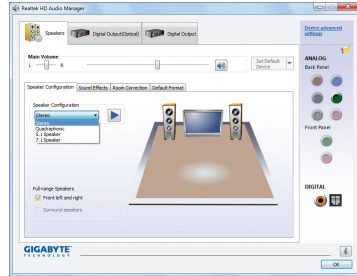 Realtek HD Audio Manager
Speakers
Digital Output(Optical)
Digital Output
Device advanced
settings
Main Volume
L
R
Set Default
Device
ANALOG
Back Panel
Speaker Configuration
Sound Effects
Room Correction
Default Format
Speaker Configuration
Stereo
Stereo
Quadraphonic
5.1 Speaker
7.1 Speaker
Front Panel
Full-range Speakers
Front left and right
Surround speakers
DIGITAL
GIGABYTE
TECHNOLOGY
OK